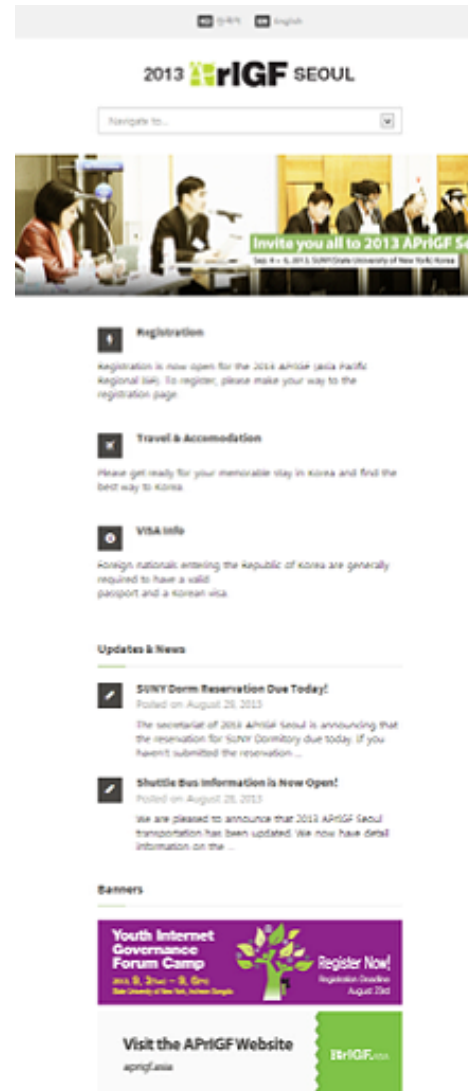 KO 한국어 EN English
2013 APrIGF SEOUL
Navigate to...
Invite you all to 2013 APrIGF Se
Sep. 4 – 6, 2013, SUNY(State University of New York) Korea
Registration
Registration is now open for the 2013 APrIGF (Asia Pacific
Regional IGF). To register, please make your way to the
registration page.
Travel & Accomodation
Please get ready for your memorable stay in Korea and find the
best way to Korea.
VISA Info
Foreign nationals entering the Republic of Korea are generally
required to have a valid
passport and a Korean visa.
Updates & News
SUNY Dorm Reservation Due Today!
Posted on August 29, 2013
The secretariat of 2013 APrIGF Seoul is announcing that
the reservation for SUNY Dormitory due today. If you
haven't submitted the reservation ...
Shuttle Bus Information is Now Open!
Posted on August 28, 2013
We are pleased to announce that 2013 APrIGF Seoul
transportation has been updated. We now have detail
information on the ...
Banners
Youth Internet
Governance
Forum Camp
2013. 9. 3(Tue) – 9. 6(Fri)
State University of New York, Incheon Songdo
Register Now!
Registration Deadline
August 23rd
Visit the APrIGF Website
aprigf.asia
APrIGF.ASIA